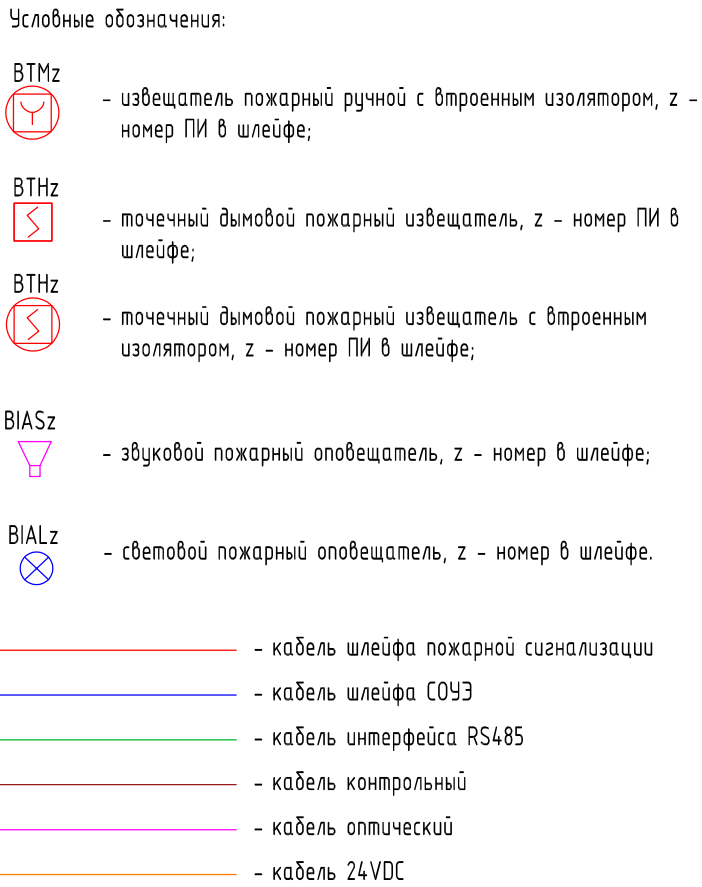 Условные обозначения:
BTMz
- извещатель пожарный ручной с втроенным изолятором, z -
номер ПИ в шлейфе;
BTHz
- точечный дымовой пожарный извещатель, z - номер ПИ в
шлейфе;
BTHz
- точечный дымовой пожарный извещатель с втроенным
изолятором, z - номер ПИ в шлейфе;
BIASz
- звуковой пожарный оповещатель, z - номер в шлейфе;
BIALz
- световой пожарный оповещатель, z - номер в шлейфе.
- кабель шлейфа пожарной сигнализации
- кабель шлейфа СОУЭ
- кабель интерфейса RS485
- кабель контрольный
- кабель оптический
- кабель 24VDC